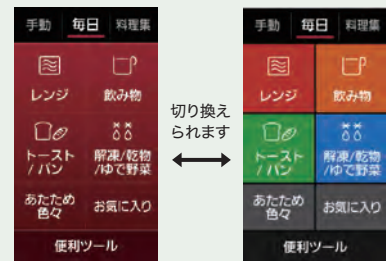 手動 毎日 料理集
レンジ 飲み物
トースト
/パン
解凍/乾物
/ゆで野菜
あたため
色々
お気に入り
便利ツール
切り換え
られます
手動 毎日 料理集
レンジ 飲み物
トースト
/パン
解凍/乾物
/ゆで野菜
あたため
色々
お気に入り
便利ツール